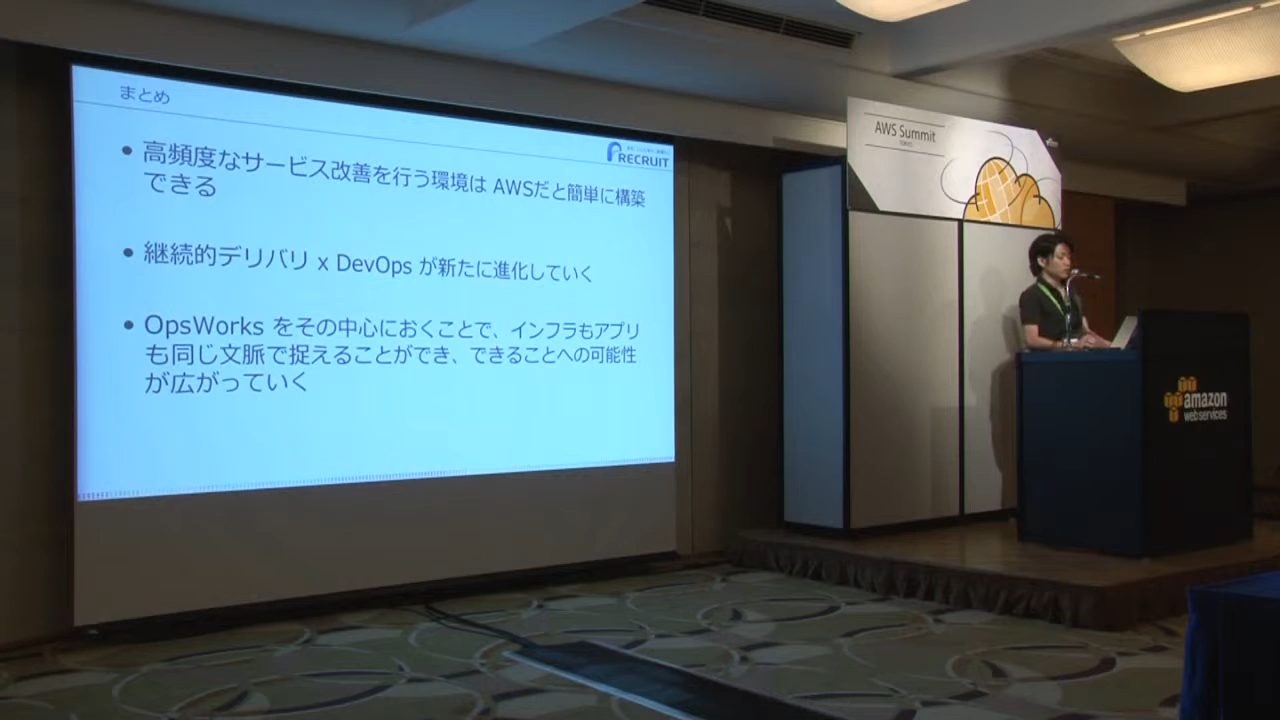 まとめ
RECRUIT
高頻度なサービス改善を行う環境は AWSだと簡単に構築
できる
継続的デリバリ x DevOps が新たに進化していく
OpsWorks をその中心におくことで、インフラもアプリ
も同じ文脈で捉えることができ、できることへの可能性
が広がっていく
AWS Summit
amazon
web services